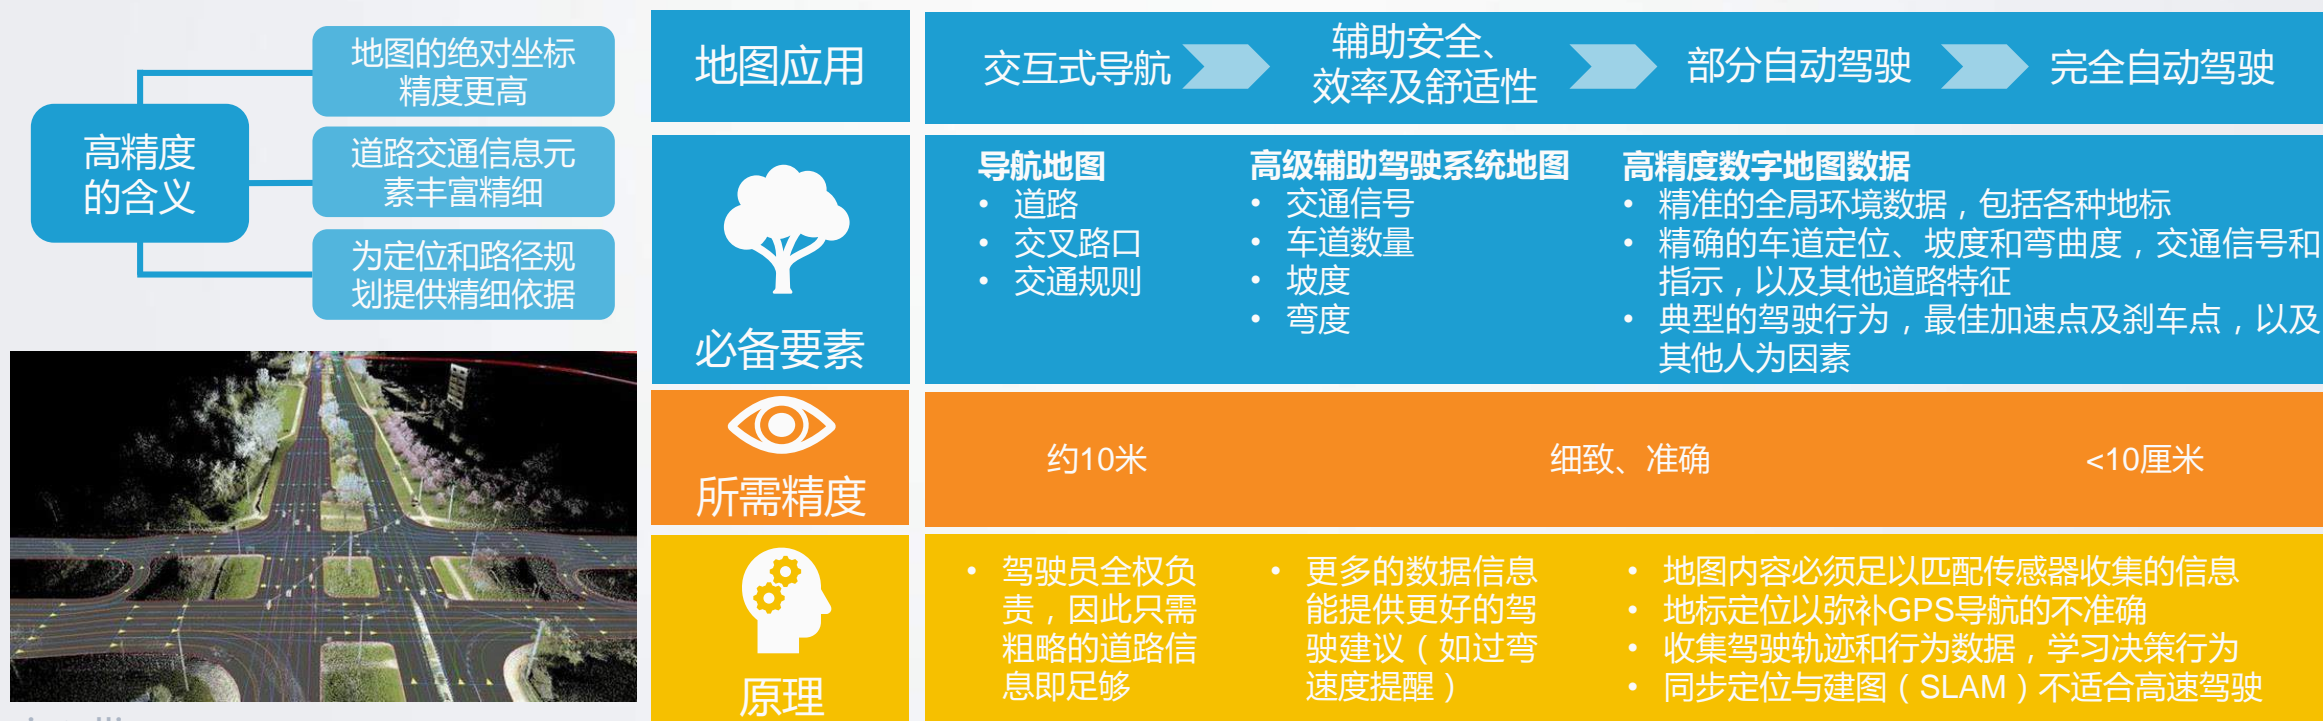 地图的绝对坐标
精度更高
高精度
的含义
道路交通信息元
素丰富精细
为定位和路径规
划提供精细依据
地图应用
交互式导航
辅助安全、
效率及舒适性
部分自动驾驶
完全自动驾驶
必备要素
导航地图
• 道路
• 交叉路口
• 交通规则
高级辅助驾驶系统地图
• 交通信号
• 车道数量
• 坡度
• 弯度
高精度数字地图数据
• 精准的全局环境数据，包括各种地标
• 精确的车道定位、坡度和弯曲度，交通信号和
指示，以及其他道路特征
• 典型的驾驶行为，最佳加速点及刹车点，以及
其他人为因素
所需精度
约10米
细致、准确
<10厘米
原理
• 驾驶员全权负
责，因此只需
粗略的道路信
息即足够
• 更多的数据信息
能提供更好的驾
驶建议（如过弯
速度提醒）
• 地图内容必须足以匹配传感器收集的信息
• 地标定位以弥补GPS导航的不准确
• 收集驾驶轨迹和行为数据，学习决策行为
• 同步定位与建图（SLAM）不适合高速驾驶